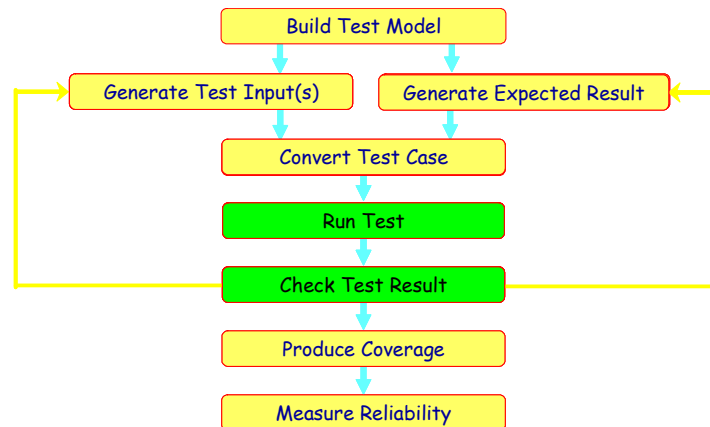 Build Test Model
Generate Test Input(s)
Generate Expected Result
Convert Test Case
Run Test
Check Test Result
Produce Coverage
Measure Reliability